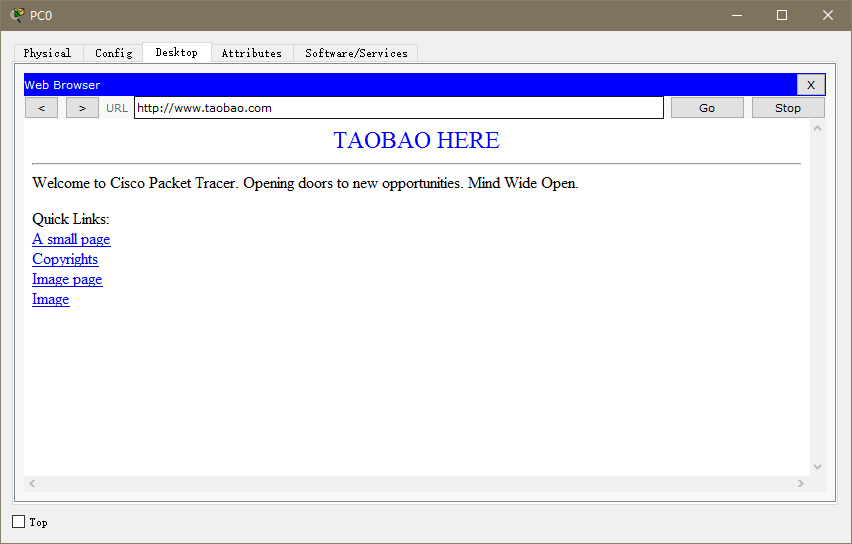 PC0
Physical Config Desktop Attributes Software/Services
Web Browser X
< > URL http://www.taobao.com Go Stop
TAOBAO HERE
Welcome to Cisco Packet Tracer. Opening doors to new opportunities. Mind Wide Open.
Quick Links:
A small page
Copyrights
Image page
Image
Top